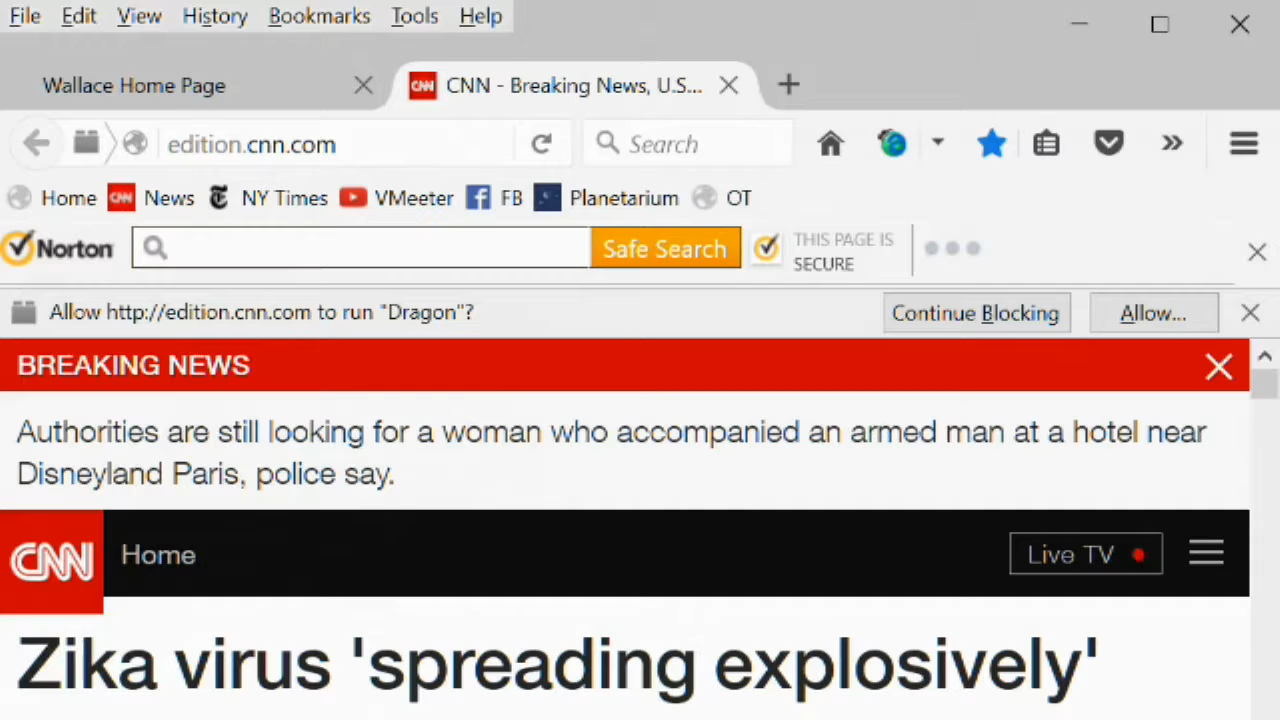 File Edit View History Bookmarks Tools Help
Wallace Home Page CNN CNN - Breaking News, U.S...
edition.cnn.com Search
Home CNN News NY Times VMeeter FB Planetarium OT
Norton Safe Search THIS PAGE IS
SECURE
Allow http://edition.cnn.com to run "Dragon"? Continue Blocking Allow...
BREAKING NEWS
Authorities are still looking for a woman who accompanied an armed man at a hotel near
Disneyland Paris, police say.
CNN Home Live TV
Zika virus 'spreading explosively'